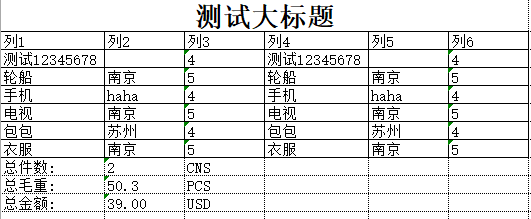 测试大标题
列1 列2 列3 列4 列5 列6
测试12345678 4 测试12345678 4
轮船 南京 5 轮船 南京 5
手机 haha 4 手机 haha 4
电视 南京 5 电视 南京 5
包包 苏州 4 包包 苏州 4
衣服 南京 5 衣服 南京 5
总件数: 2 CNS
总毛重: 50.3 PCS
总金额: 39.00 USD